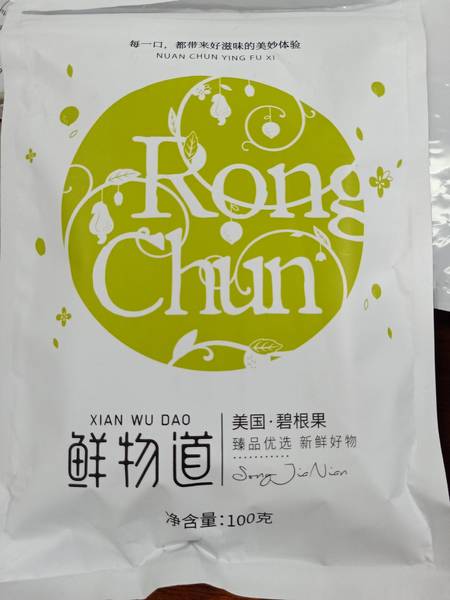 每一口，都带来好滋味的美妙体验
NUAN CHUN YING FU XI
Rong
Chun
XIAN WU DAO
鲜物道
美国·碧根果
臻品优选 新鲜好物
Song JiaNian
净含量：100克